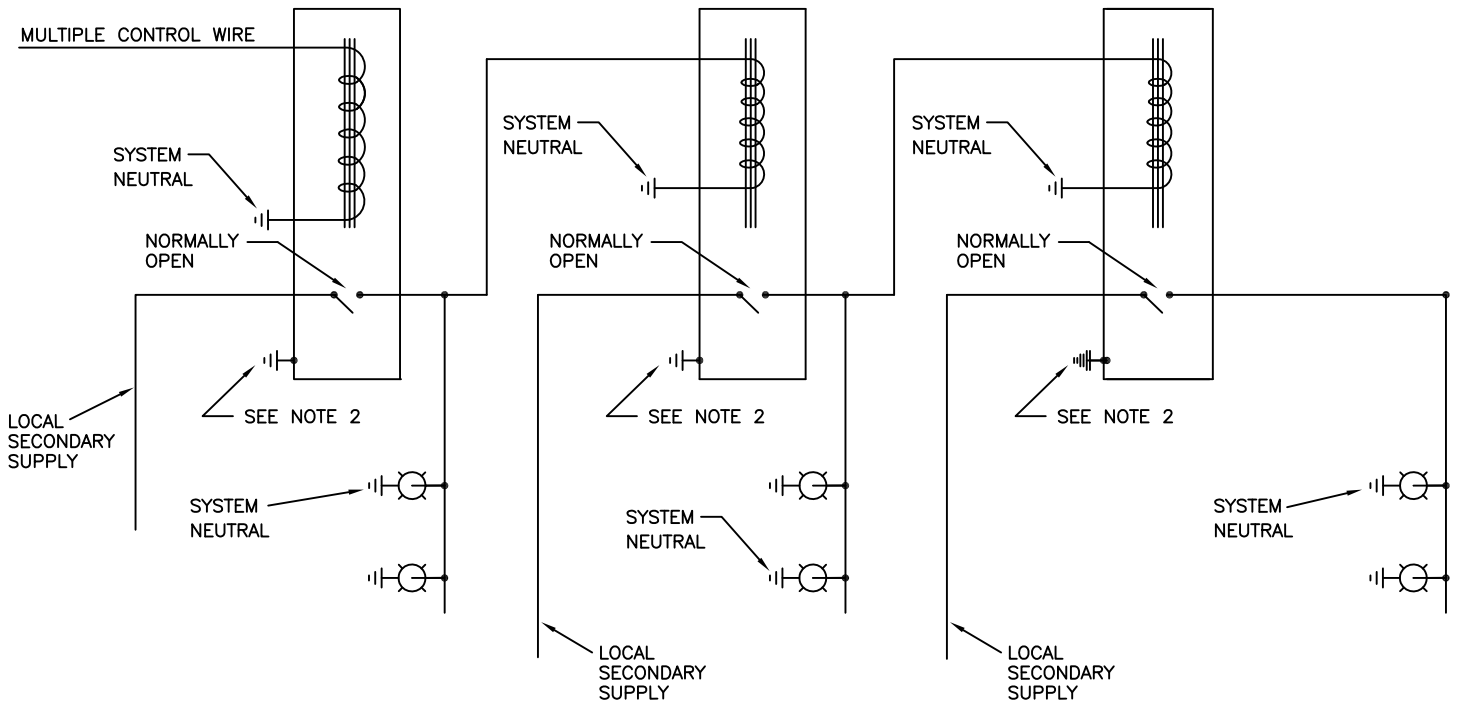 MULTIPLE CONTROL WIRE
SYSTEM
NEUTRAL
SYSTEM
NEUTRAL
SYSTEM
NEUTRAL
NORMALLY
OPEN
NORMALLY
OPEN
NORMALLY
OPEN
LOCAL
SECONDARY
SUPPLY
SEE NOTE 2
SEE NOTE 2
SEE NOTE 2
SYSTEM
NEUTRAL
SYSTEM
NEUTRAL
SYSTEM
NEUTRAL
LOCAL
SECONDARY
SUPPLY
LOCAL
SECONDARY
SUPPLY